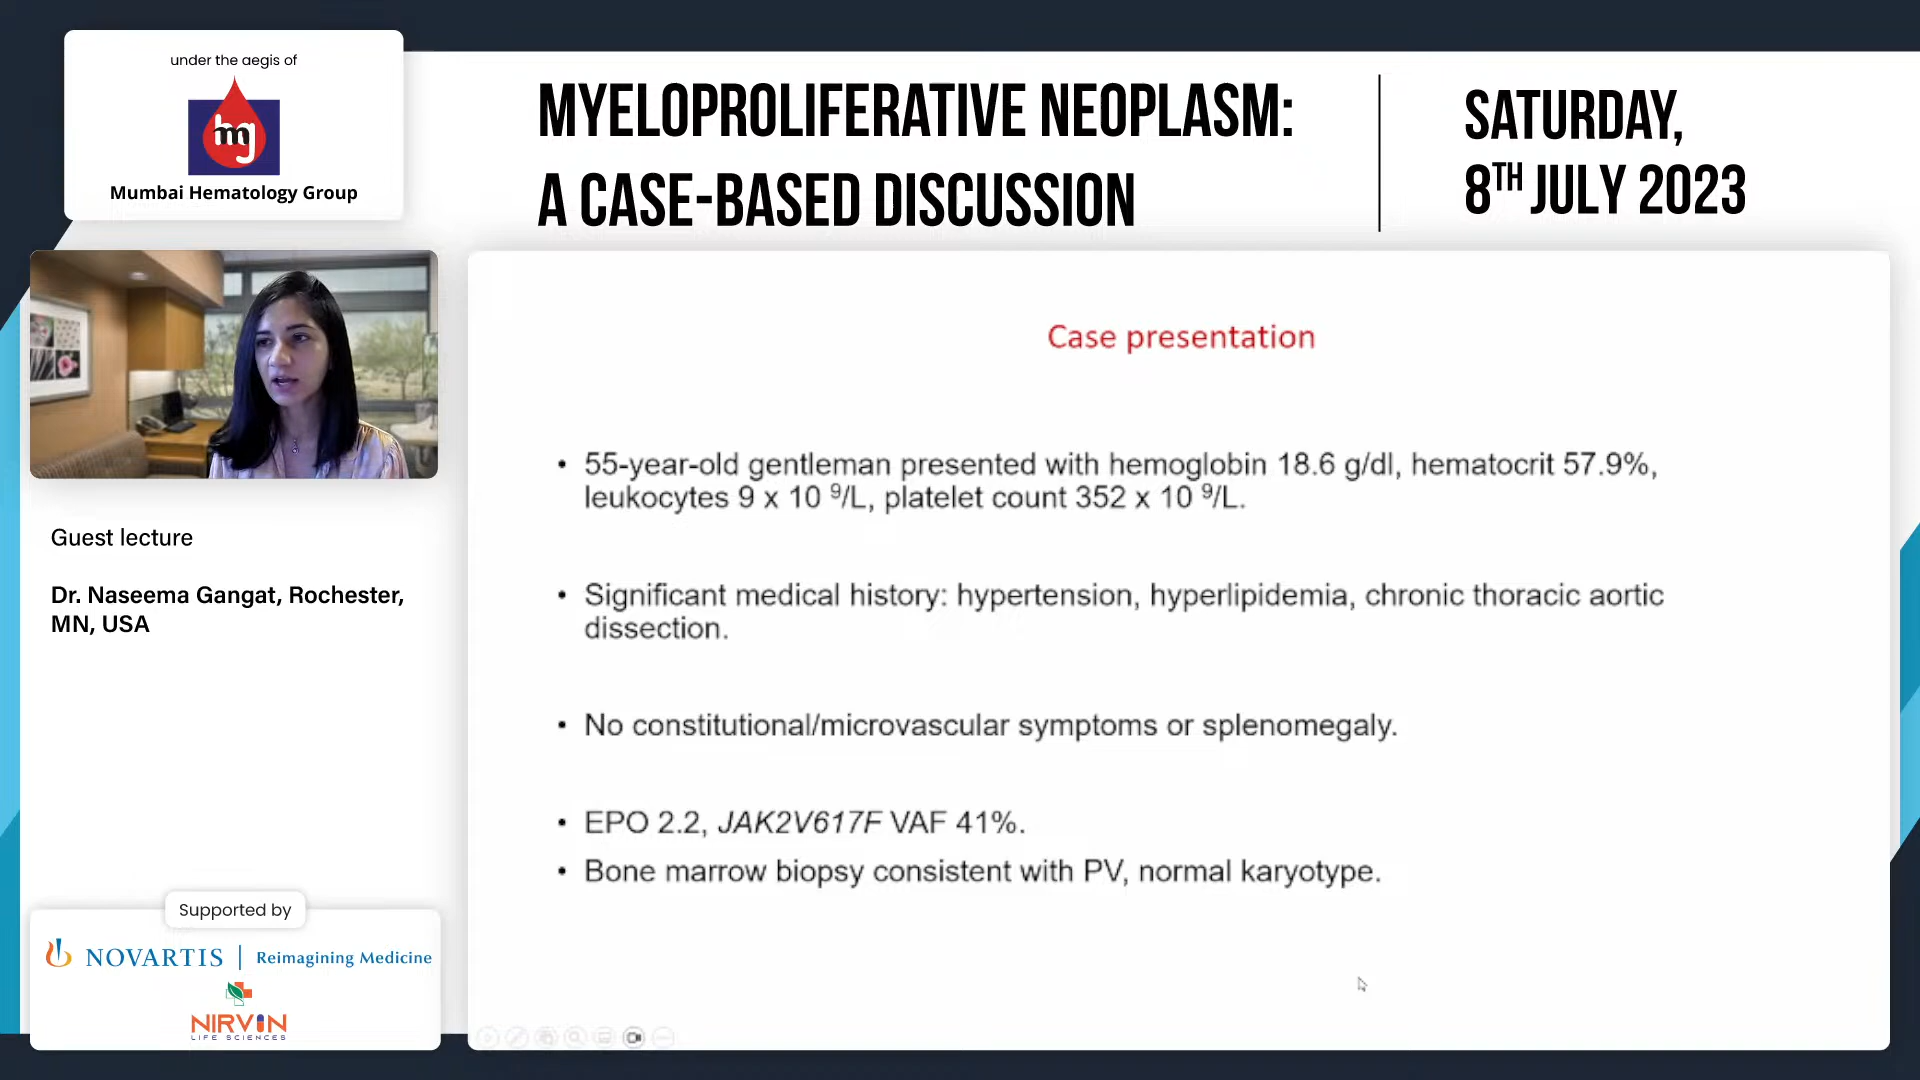 under the aegis of
mg
Mumbai Hematology Group
MYELOPROLIFERATIVE NEOPLASM:
A CASE-BASED DISCUSSION
SATURDAY,
8TH JULY 2023
Guest lecture
Dr. Naseema Gangat, Rochester,
MN, USA
Case presentation
• 55-year-old gentleman presented with hemoglobin 18.6 g/dl, hematocrit 57.9%,
leukocytes 9 x 10 9/L, platelet count 352 x 10 9/L.
• Significant medical history: hypertension, hyperlipidemia, chronic thoracic aortic
dissection.
• No constitutional/microvascular symptoms or splenomegaly.
• EPO 2.2, JAK2V617F VAF 41%.
• Bone marrow biopsy consistent with PV, normal karyotype.
Supported by
NOVARTIS | Reimagining Medicine
NIRVIN
LIFE SCIENCES